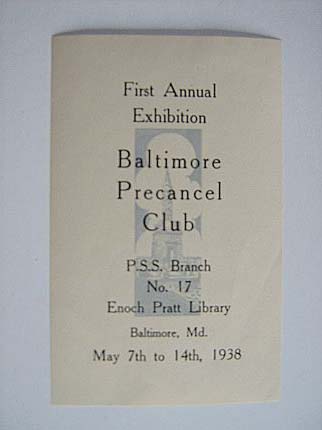 First Annual
Exhibition
Baltimore
Precancel
Club
P.S.S. Branch
No. 17
Enoch Pratt Library
Baltimore, Md.
May 7th to 14th, 1938